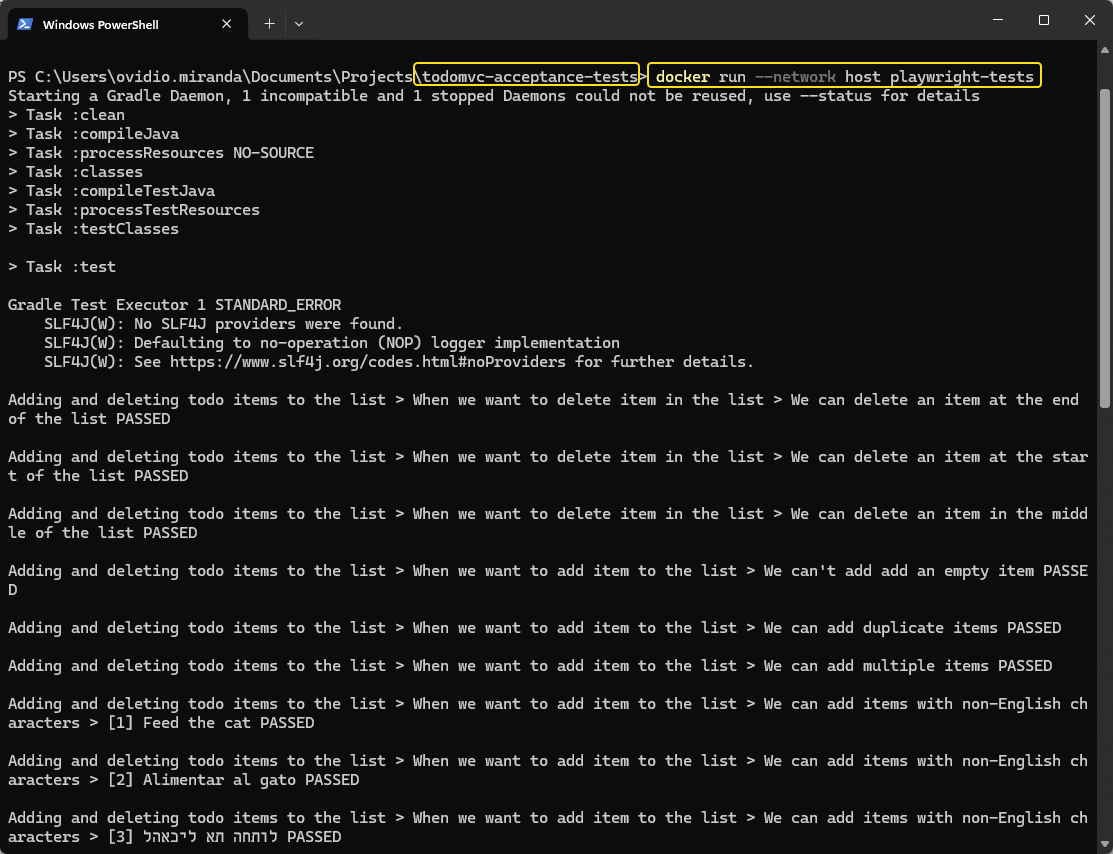 Windows PowerShell
PS C:\Users\ovidio.miranda\Documents\Projects\todomvc-acceptance-tests> docker run --network host playwright-tests
Starting a Gradle Daemon, 1 incompatible and 1 stopped Daemons could not be reused, use --status for details
> Task :clean
> Task :compileJava
> Task :processResources NO-SOURCE
> Task :classes
> Task :compileTestJava
> Task :processTestResources
> Task :testClasses
> Task :test
Gradle Test Executor 1 STANDARD_ERROR
SLF4J(W): No SLF4J providers were found.
SLF4J(W): Defaulting to no-operation (NOP) logger implementation
SLF4J(W): See https://www.slf4j.org/codes.html#noProviders for further details.
Adding and deleting todo items to the list > When we want to delete item in the list > We can delete an item at the end
of the list PASSED
Adding and deleting todo items to the list > When we want to delete item in the list > We can delete an item at the star
t of the list PASSED
Adding and deleting todo items to the list > When we want to delete item in the list > We can delete an item in the midd
le of the list PASSED
Adding and deleting todo items to the list > When we want to add item to the list > We can't add add an empty item PASSE
D
Adding and deleting todo items to the list > When we want to add item to the list > We can add duplicate items PASSED
Adding and deleting todo items to the list > When we want to add item to the list > We can add multiple items PASSED
Adding and deleting todo items to the list > When we want to add item to the list > We can add items with non-English ch
aracters > [1] Feed the cat PASSED
Adding and deleting todo items to the list > When we want to add item to the list > We can add items with non-English ch
aracters > [2] Alimentar al gato PASSED
Adding and deleting todo items to the list > When we want to add item to the list > We can add items with non-English ch
aracters > [3] להאכיל את החתול PASSED